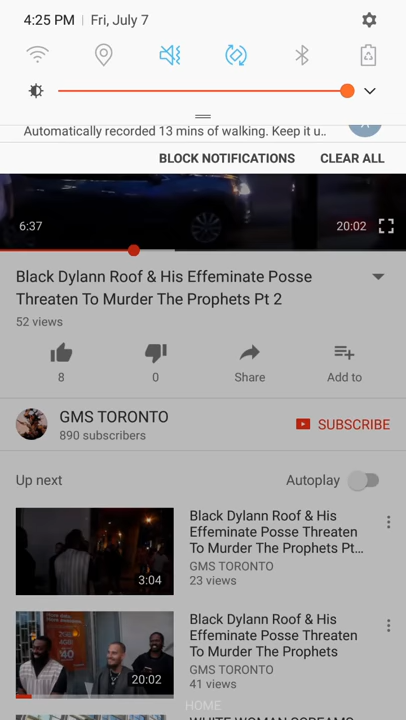 4:25 PM | Fri, July 7
Automatically recorded 13 mins of walking. Keep it u..
BLOCK NOTIFICATIONS CLEAR ALL
6:37 20:02
Black Dylann Roof & His Effeminate Posse
Threaten To Murder The Prophets Pt 2
52 views
8 0 Share Add to
GMS TORONTO
890 subscribers
SUBSCRIBE
Up next Autoplay
Black Dylann Roof & His
Effeminate Posse Threaten
To Murder The Prophets Pt...
GMS TORONTO
23 views
3:04
Black Dylann Roof & His
Effeminate Posse Threaten
To Murder The Prophets
GMS TORONTO
41 views
20:02
HOME
WHITE WOMAN SCREAMS